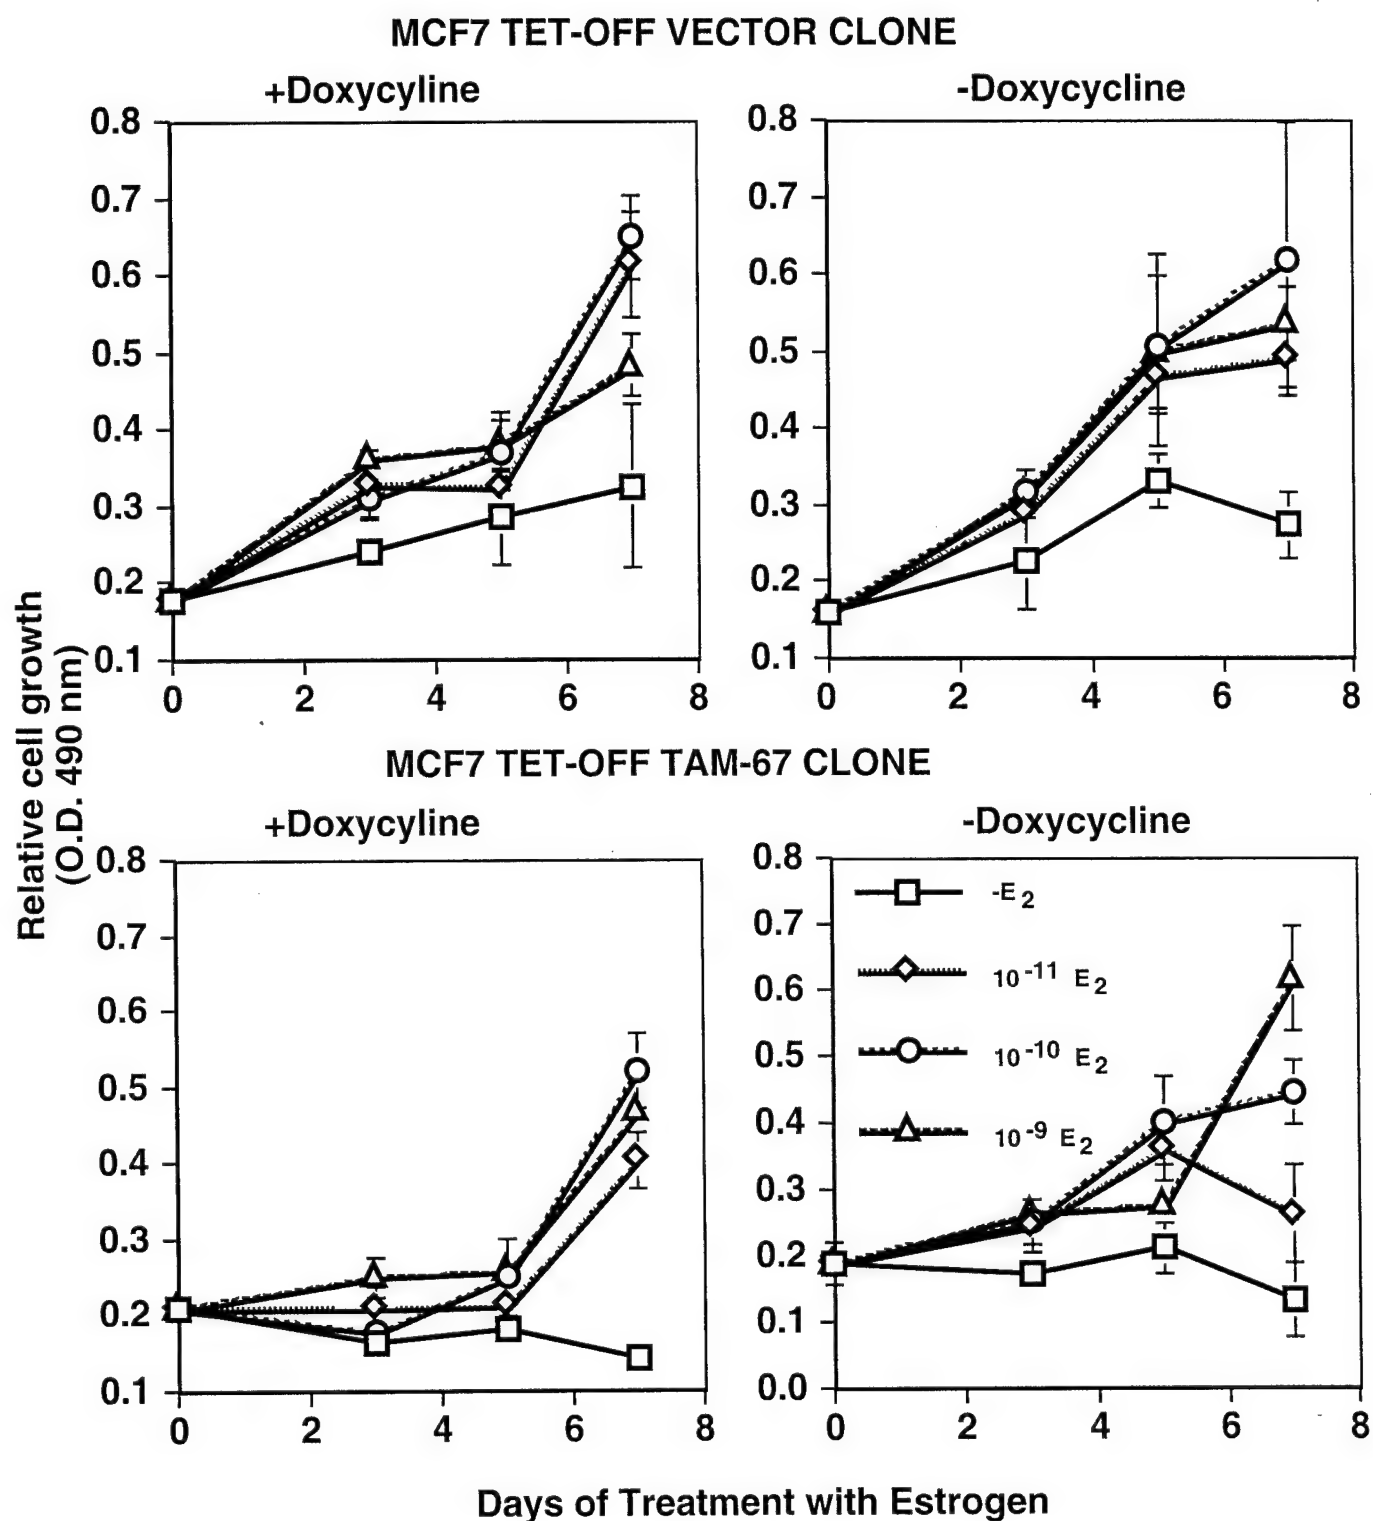 MCF7 TET-OFF VECTOR CLONE
+Doxycyline
-Doxycycline
0.8
0.7
0.6
0.5
0.4
0.3
0.2
0.1
0 2 4 6 8
0.8
0.7
0.6
0.5
0.4
0.3
0.2
0.1
0 2 4 6 8
Relative cell growth
(O.D. 490 nm)
MCF7 TET-OFF TAM-67 CLONE
+Doxycyline
-Doxycycline
0.8
0.7
0.6
0.5
0.4
0.3
0.2
0.1
0 2 4 6 8
0.8
0.7
0.6
0.5
0.4
0.3
0.2
0.1
0.0
0 2 4 6 8
-E2
10-11 E2
10-10 E2
10-9 E2
Days of Treatment with Estrogen